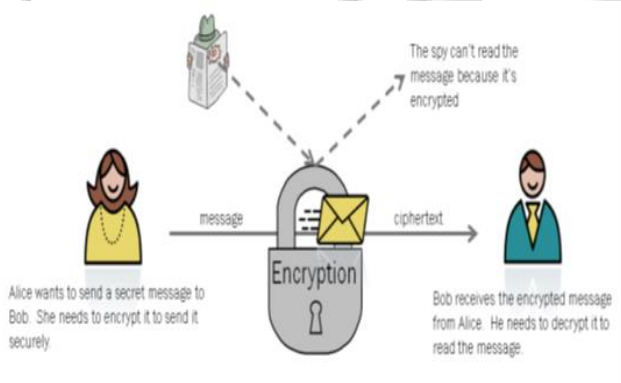 The spy can't read the
message because it's
encrypted
message
ciphertext
Encryption
Alice wants to send a secret message to
Bob. She needs to encrypt it to send it
securely.
Bob receives the encrypted message
from Alice. He needs to decrypt it to
read the message.